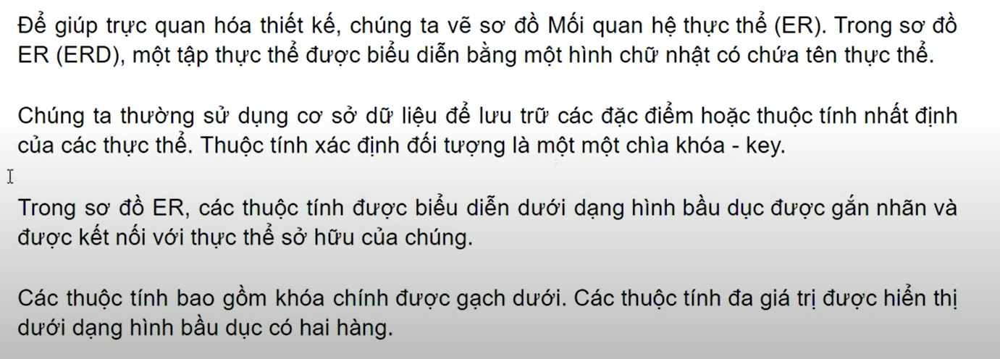 Để giúp trực quan hóa thiết kế, chúng ta vẽ sơ đồ Mối quan hệ thực thể (ER). Trong sơ đồ
ER (ERD), một tập thực thể được biểu diễn bằng một hình chữ nhật có chứa tên thực thể.
Chúng ta thường sử dụng cơ sở dữ liệu để lưu trữ các đặc điểm hoặc thuộc tính nhất định
của các thực thể. Thuộc tính xác định đối tượng là một một chìa khóa - key.
Trong sơ đồ ER, các thuộc tính được biểu diễn dưới dạng hình bầu dục được gắn nhãn và
được kết nối với thực thể sở hữu của chúng.
Các thuộc tính bao gồm khóa chính được gạch dưới. Các thuộc tính đa giá trị được hiển thị
dưới dạng hình bầu dục có hai hàng.